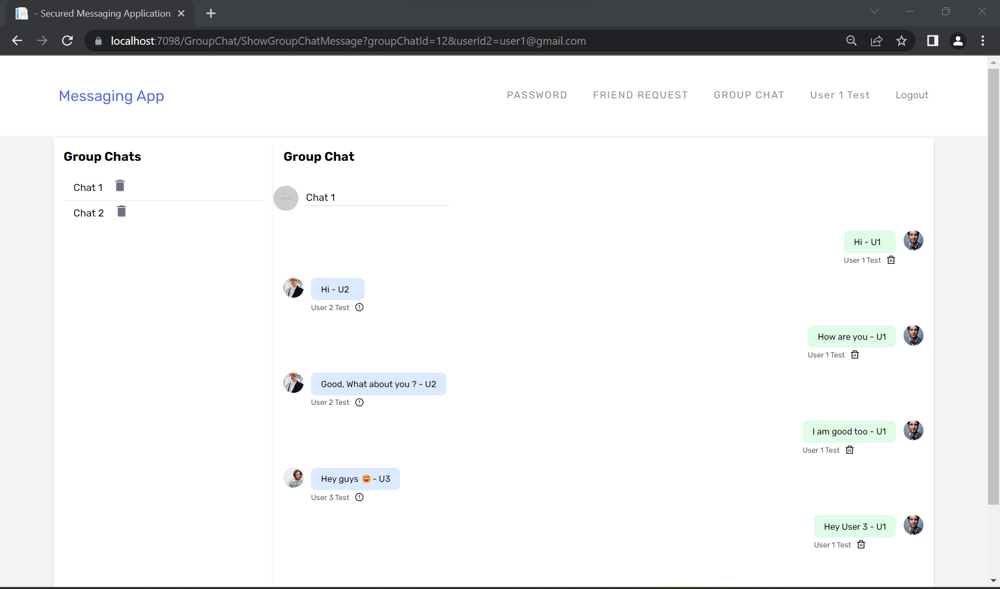 - Secured Messaging Application
localhost:7098/GroupChat/ShowGroupChatMessage?groupChatId=12&userId2=user1@gmail.com
Messaging App
PASSWORD
FRIEND REQUEST
GROUP CHAT
User 1 Test
Logout
Group Chats
Chat 1
Chat 2
Group Chat
Chat 1
Hi - U1
User 1 Test
Hi - U2
User 2 Test
How are you - U1
User 1 Test
Good, What about you ? - U2
User 2 Test
I am good too - U1
User 1 Test
Hey guys 😄 - U3
User 3 Test
Hey User 3 - U1
User 1 Test